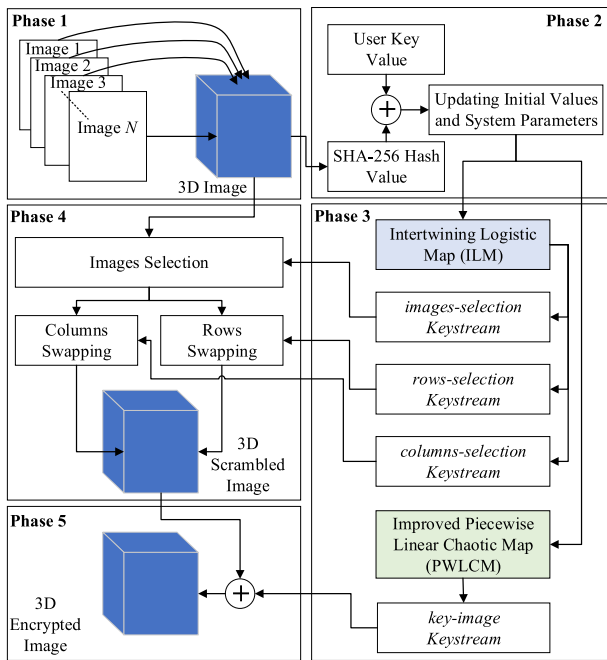 Phase 1
Image 1
Image 2
Image 3
Image N
3D Image
Phase 2
User Key
Value
+
SHA-256 Hash
Value
Updating Initial Values
and System Parameters
Phase 3
Intertwining Logistic
Map (ILM)
images-selection
Keystream
rows-selection
Keystream
columns-selection
Keystream
Improved Piecewise
Linear Chaotic Map
(PWLCM)
key-image
Keystream
Phase 4
Images Selection
Columns
Swapping
Rows
Swapping
3D
Scrambled
Image
Phase 5
3D
Encrypted
Image
+